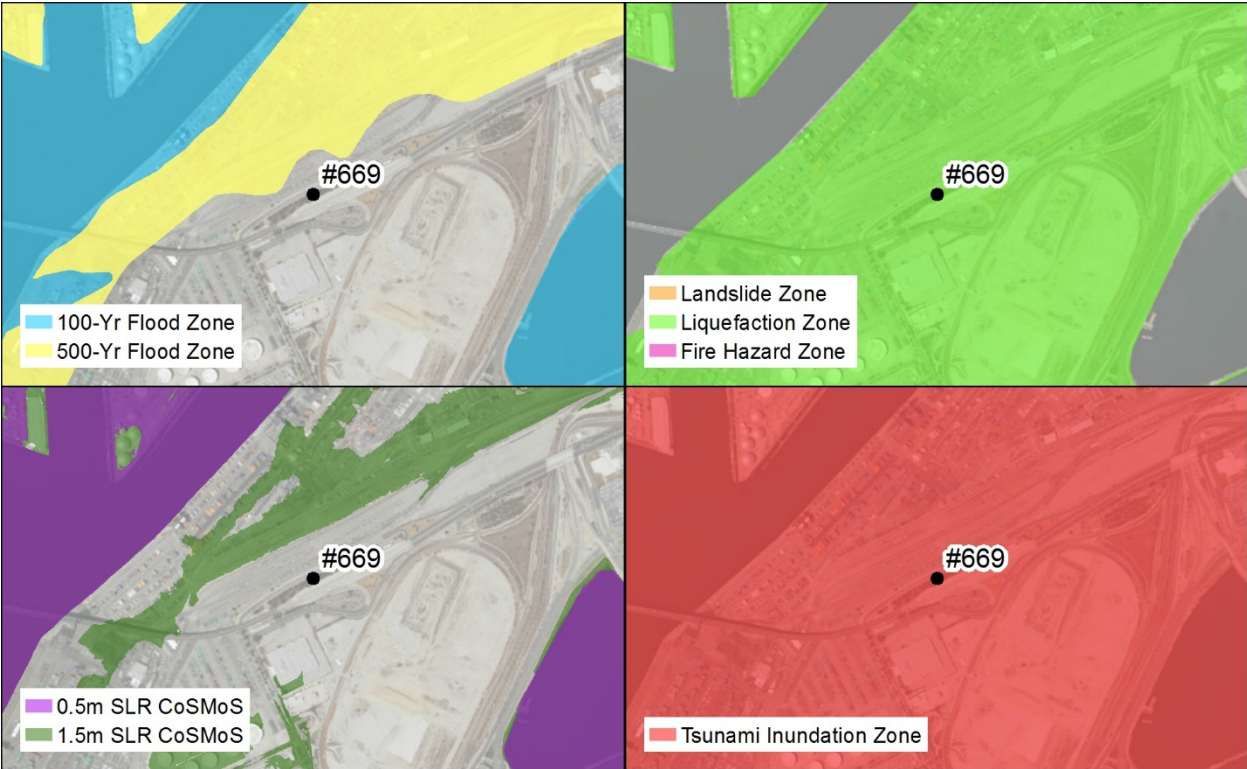 #669
100-Yr Flood Zone
500-Yr Flood Zone
#669
Landslide Zone
Liquefaction Zone
Fire Hazard Zone
#669
0.5m SLR CoSMoS
1.5m SLR CoSMoS
#669
Tsunami Inundation Zone